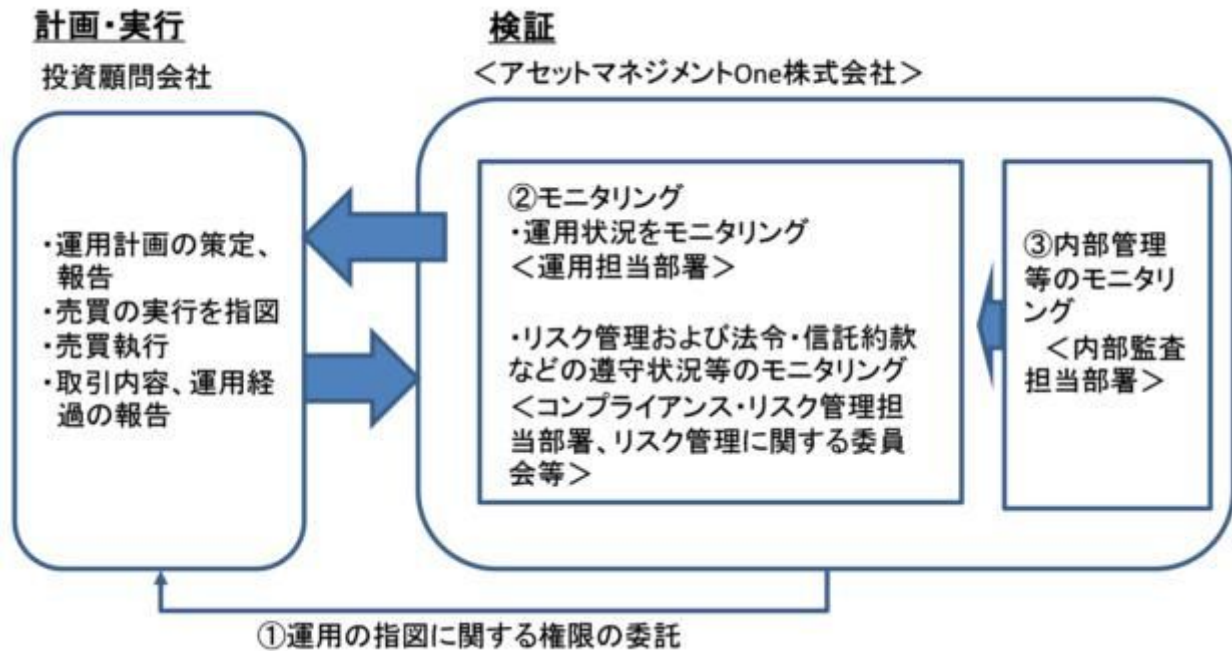 計画・実行
投資顧問会社
・運用計画の策定、
報告
・売買の実行を指図
・売買執行
・取引内容、運用経
過の報告
検証
＜アセットマネジメントOne株式会社＞
②モニタリング
・運用状況をモニタリング
＜運用担当部署＞
・リスク管理および法令・信託約款
などの遵守状況等のモニタリング
＜コンプライアンス・リスク管理担
当部署、リスク管理に関する委員
会等＞
③内部管理
等のモニタリ
ング
＜内部監査
担当部署＞
①運用の指図に関する権限の委託